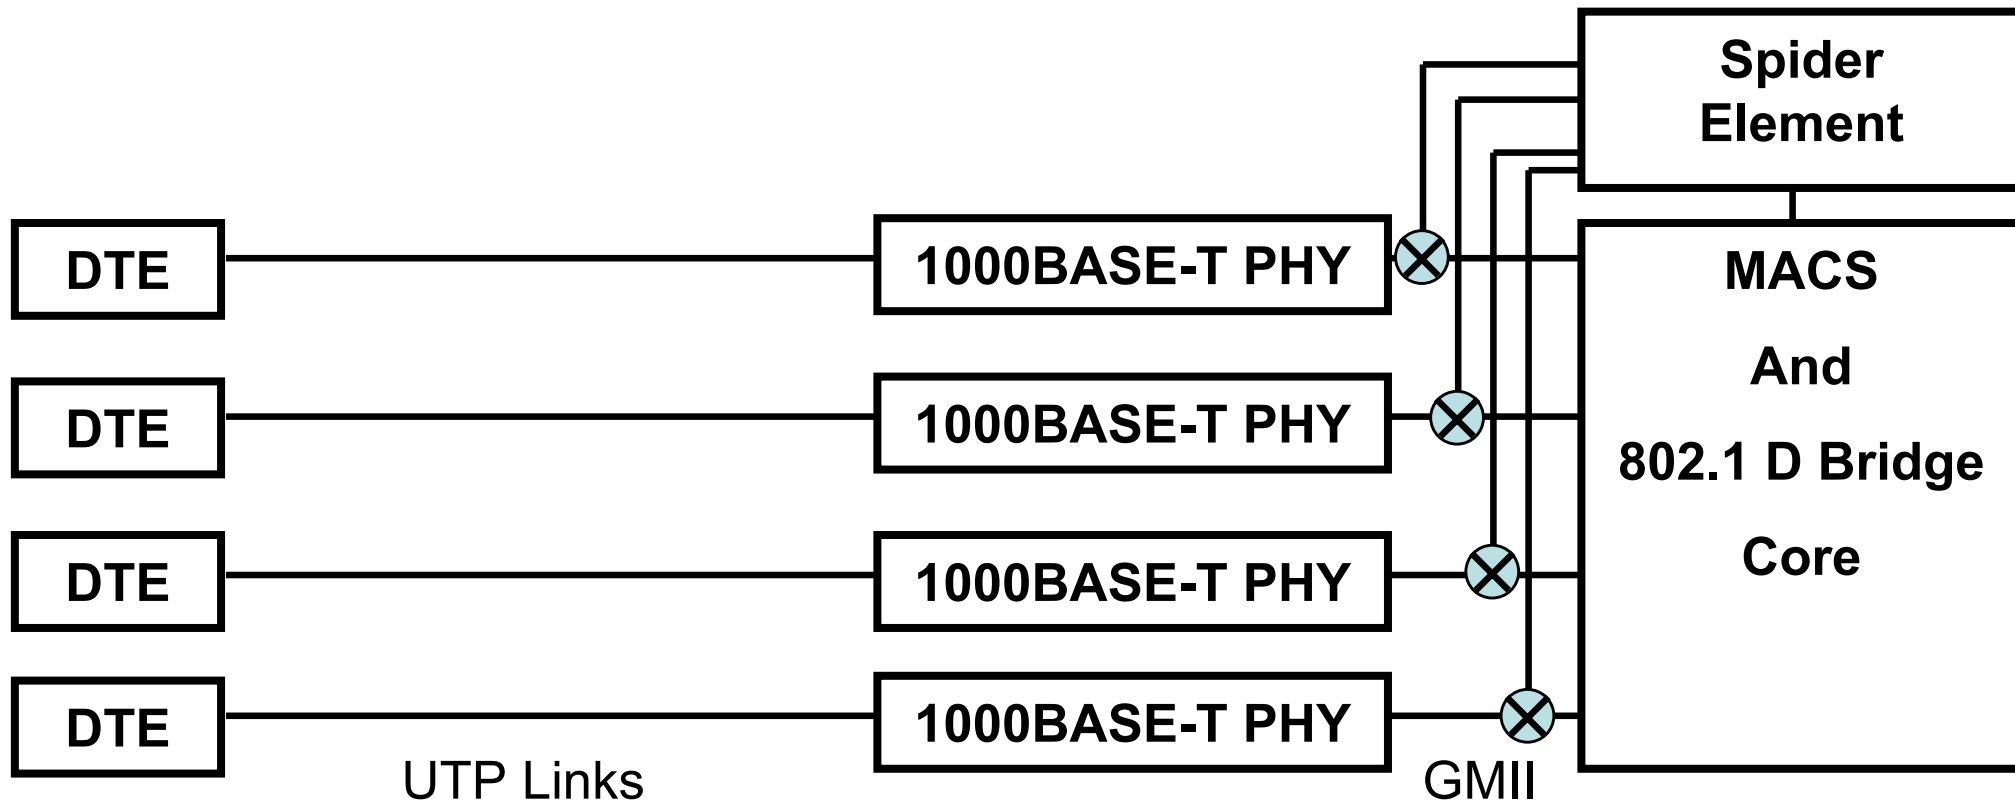 Spider
Element
DTE
1000BASE-T PHY
MACS
And
802.1 D Bridge
Core
DTE
1000BASE-T PHY
DTE
1000BASE-T PHY
DTE
1000BASE-T PHY
UTP Links
GMII